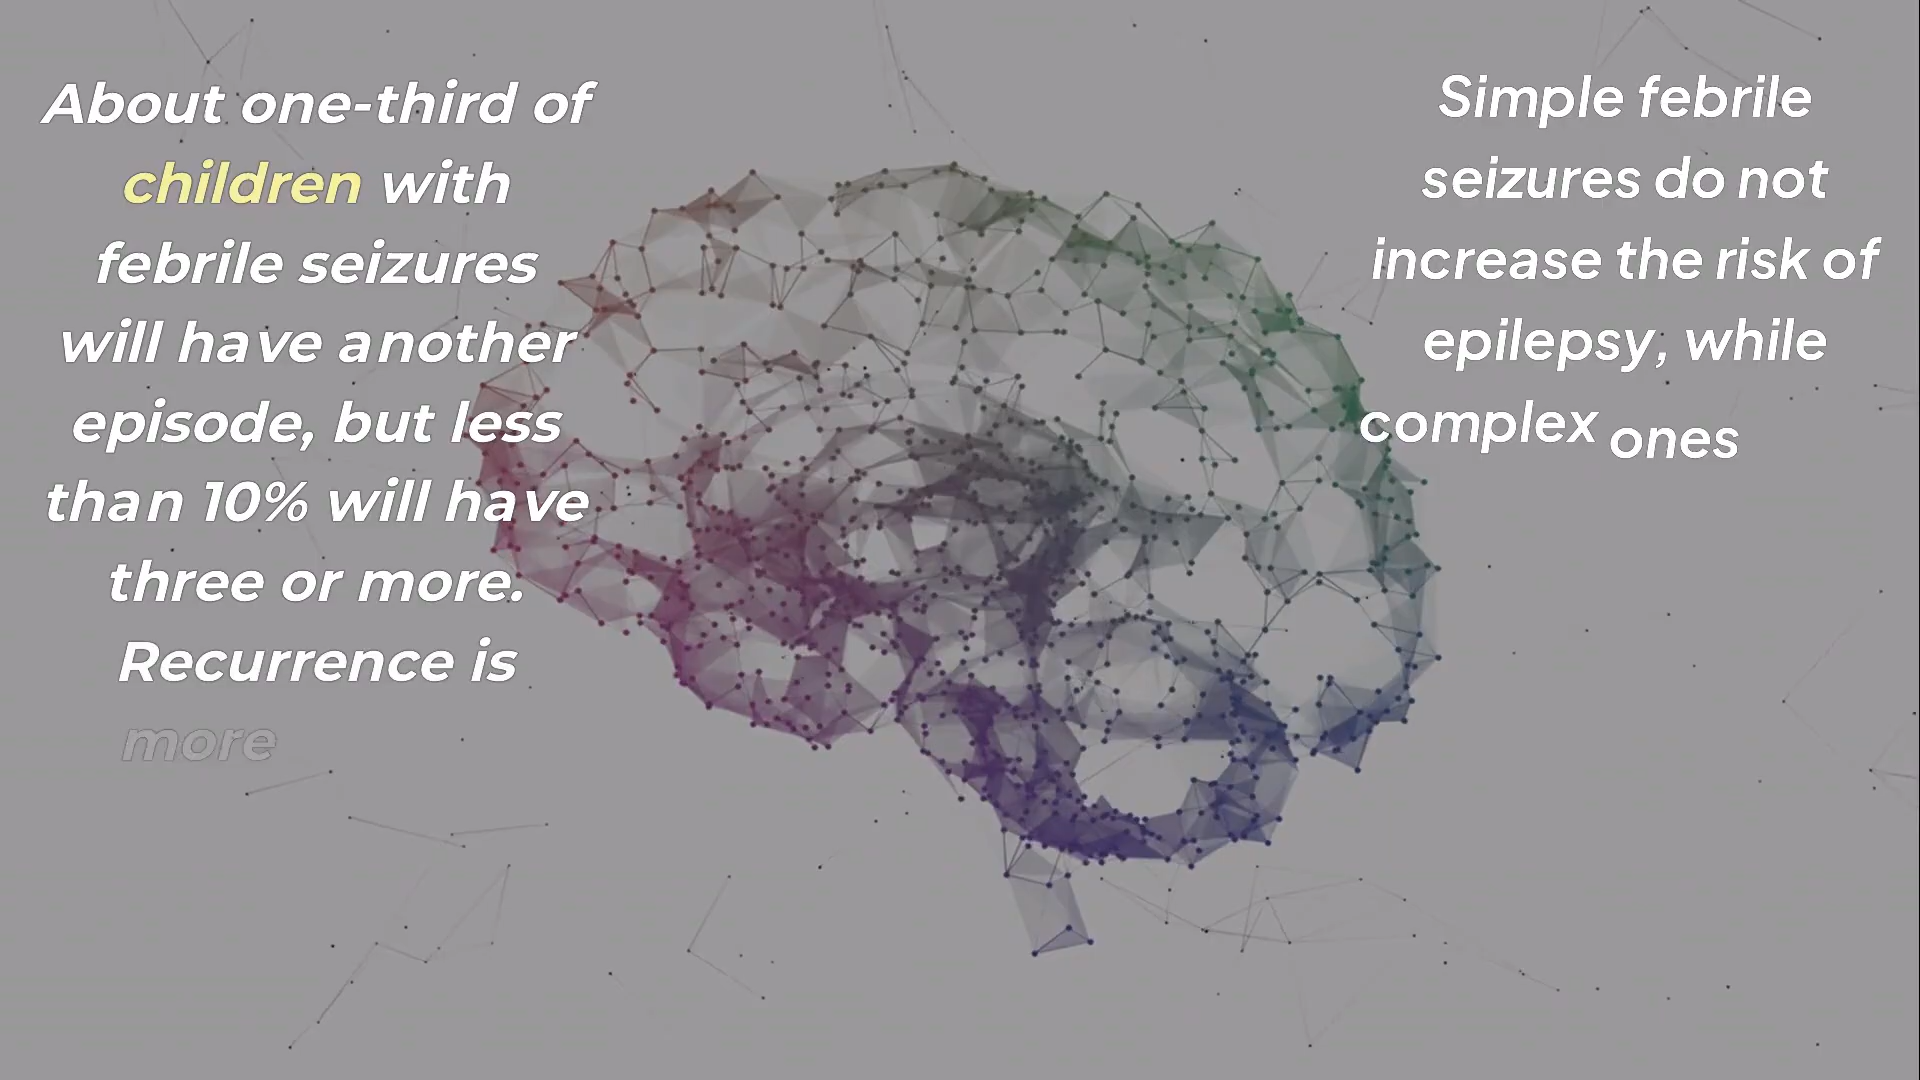 About one-third of
children with
febrile seizures
will have another
episode, but less
than 10% will have
three or more.
Recurrence is
more
Simple febrile
seizures do not
increase the risk of
epilepsy, while
complex ones